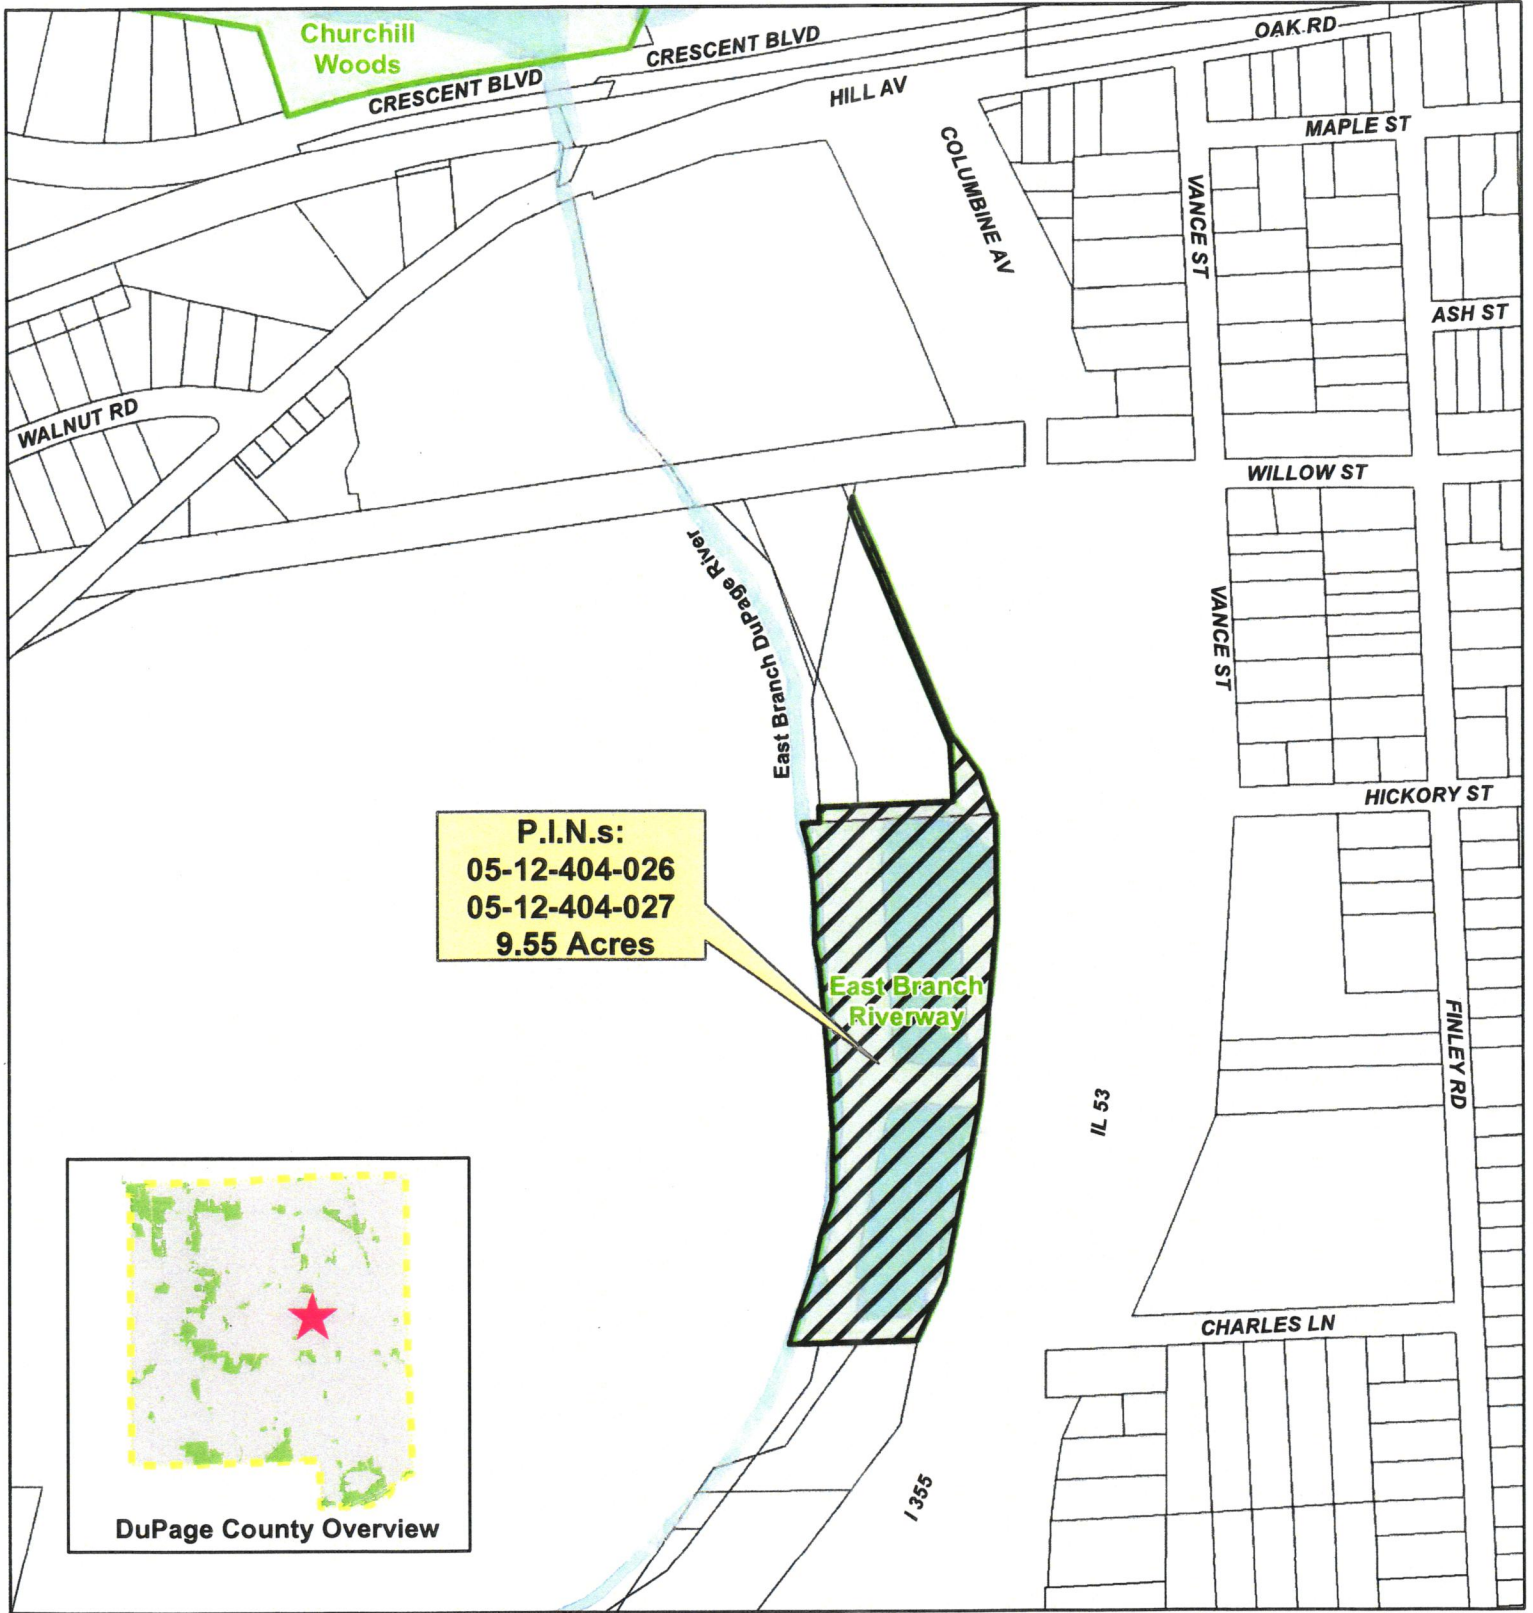 Churchill
Woods
CRESCENT BLVD
CRESCENT BLVD
OAK RD
HILL AV
MAPLE ST
COLUMBINE AV
VANCE ST
ASH ST
WALNUT RD
WILLOW ST
East Branch DuPage River
VANCE ST
HICKORY ST
P.I.N.s:
05-12-404-026
05-12-404-027
9.55 Acres
East Branch
Riverway
FINLEY RD
IL 53
CHARLES LN
I 355
DuPage County Overview